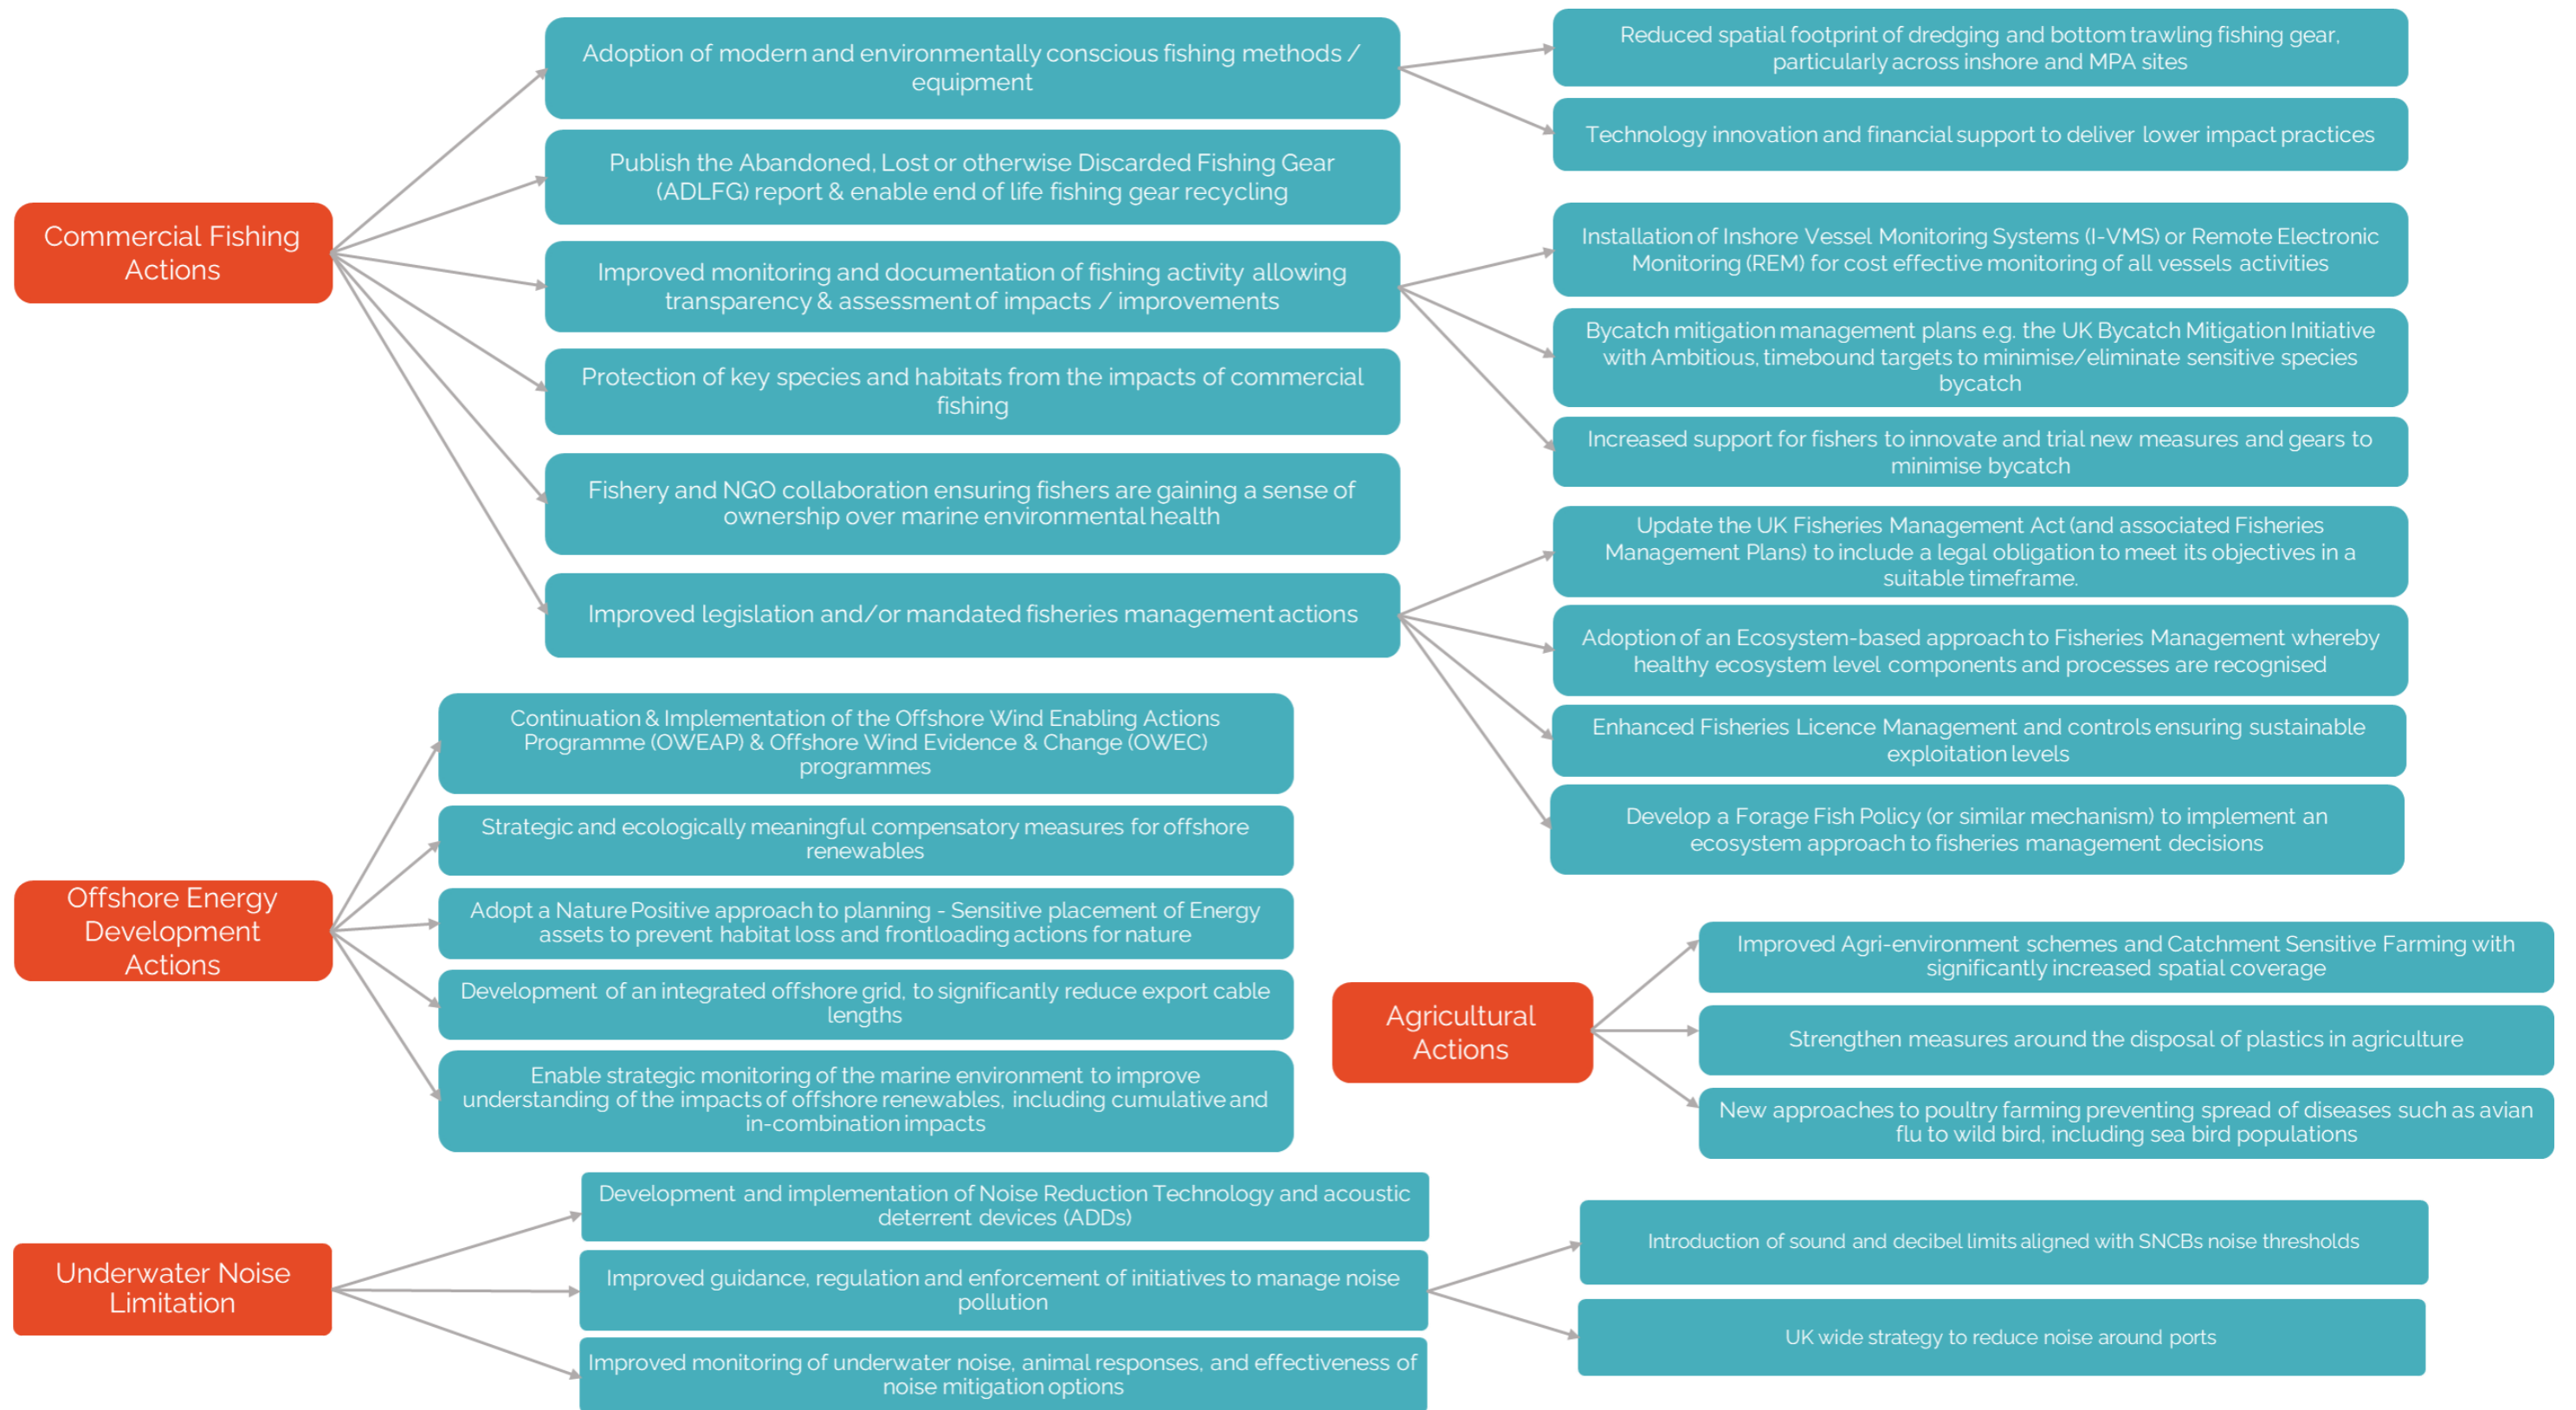 Commercial Fishing
Actions
Adoption of modern and environmentally conscious fishing methods /
equipment
Reduced spatial footprint of dredging and bottom trawling fishing gear,
particularly across inshore and MPA sites
Technology innovation and financial support to deliver lower impact practices
Publish the Abandoned, Lost or otherwise Discarded Fishing Gear
(ADLFG) report & enable end of life fishing gear recycling
Improved monitoring and documentation of fishing activity allowing
transparency & assessment of impacts / improvements
Installation of Inshore Vessel Monitoring Systems (I-VMS) or Remote Electronic
Monitoring (REM) for cost effective monitoring of all vessels activities
Bycatch mitigation management plans e.g. the UK Bycatch Mitigation Initiative
with Ambitious, timebound targets to minimise/eliminate sensitive species
bycatch
Increased support for fishers to innovate and trial new measures and gears to
minimise bycatch
Protection of key species and habitats from the impacts of commercial
fishing
Fishery and NGO collaboration ensuring fishers are gaining a sense of
ownership over marine environmental health
Improved legislation and/or mandated fisheries management actions
Update the UK Fisheries Management Act (and associated Fisheries
Management Plans) to include a legal obligation to meet its objectives in a
suitable timeframe.
Adoption of an Ecosystem-based approach to Fisheries Management whereby
healthy ecosystem level components and processes are recognised
Enhanced Fisheries Licence Management and controls ensuring sustainable
exploitation levels
Develop a Forage Fish Policy (or similar mechanism) to implement an
ecosystem approach to fisheries management decisions
Offshore Energy
Development
Actions
Continuation & Implementation of the Offshore Wind Enabling Actions
Programme (OWEAP) & Offshore Wind Evidence & Change (OWEC)
programmes
Strategic and ecologically meaningful compensatory measures for offshore
renewables
Adopt a Nature Positive approach to planning - Sensitive placement of Energy
assets to prevent habitat loss and frontloading actions for nature
Development of an integrated offshore grid, to significantly reduce export cable
lengths
Enable strategic monitoring of the marine environment to improve
understanding of the impacts of offshore renewables, including cumulative and
in-combination impacts
Agricultural
Actions
Improved Agri-environment schemes and Catchment Sensitive Farming with
significantly increased spatial coverage
Strengthen measures around the disposal of plastics in agriculture
New approaches to poultry farming preventing spread of diseases such as avian
flu to wild bird, including sea bird populations
Underwater Noise
Limitation
Development and implementation of Noise Reduction Technology and acoustic
deterrent devices (ADDs)
Improved guidance, regulation and enforcement of initiatives to manage noise
pollution
Introduction of sound and decibel limits aligned with SNCBs noise thresholds
UK wide strategy to reduce noise around ports
Improved monitoring of underwater noise, animal responses, and effectiveness of
noise mitigation options